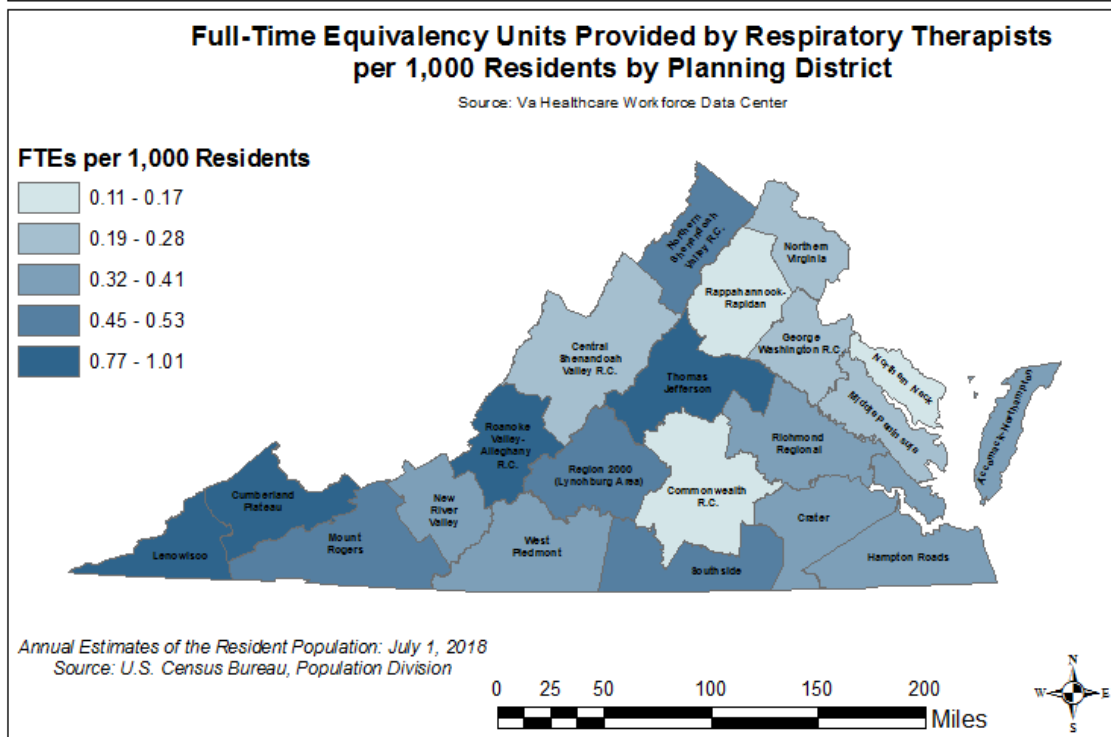 Full-Time Equivalency Units Provided by Respiratory Therapists
per 1,000 Residents by Planning District
Source: Va Healthcare Workforce Data Center
FTEs per 1,000 Residents
0.11 - 0.17
0.19 - 0.28
0.32 - 0.41
0.45 - 0.53
0.77 - 1.01
Northern
Shenandoah
Valley R.C.
Northern
Virginia
Rappahannock-
Rapidan
George
Washington R.C.
Central
Shenandoah
Valley R.C.
Northern Neck
Thomas
Jefferson
Middle Peninsula
Accomack-Northampton
Roanoke
Valley-
Alleghany
R.C.
Richmond
Regional
Region 2000
(Lynchburg Area)
Commonwealth
R.C.
Cumberland
Plateau
New
River
Valley
Crater
Mount
Rogers
West
Piedmont
Lenowisco
Hampton Roads
Southside
Annual Estimates of the Resident Population: July 1, 2018
Source: U.S. Census Bureau, Population Division
0 25 50 100 150 200
Miles
N
W E
S